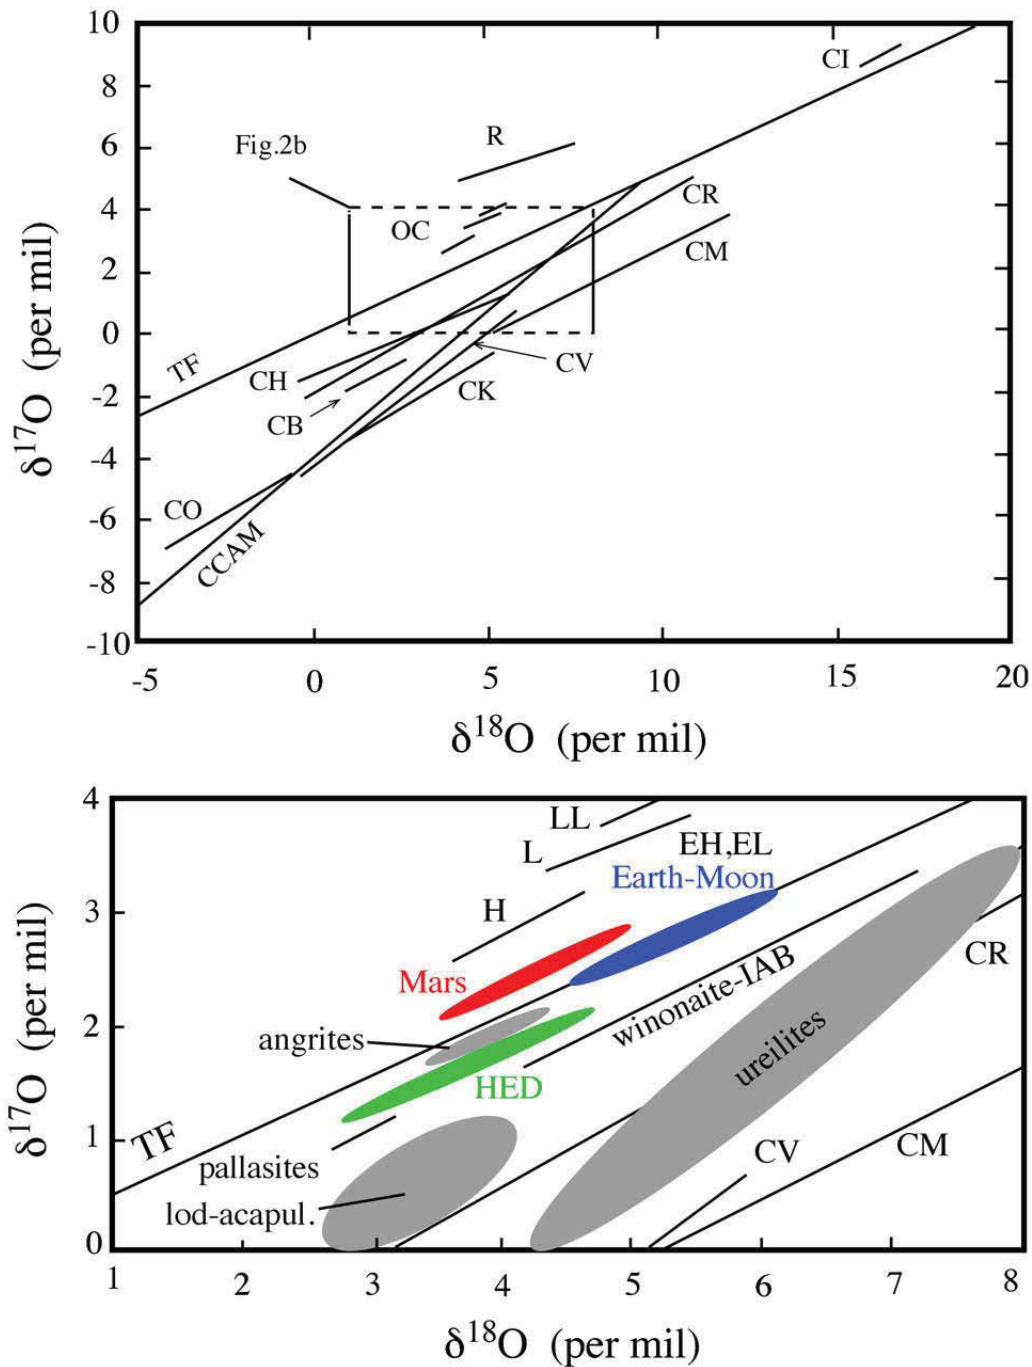 10
8
6
4
2
0
-2
-4
-6
-8
-10
δ¹⁷O (per mil)
Fig.2b
R
CI
OC
CR
CM
TF
CH
CB
CV
CK
CO
CCAM
-5
0
5
10
15
20
δ¹⁸O (per mil)
4
3
2
1
0
δ¹⁷O (per mil)
LL
L
EH,EL
Earth-Moon
H
Mars
winonaite-IAB
CR
angrites
ureilites
HED
TF
pallasites
CV
CM
lod-acapul.
1
2
3
4
5
6
7
8
δ¹⁸O (per mil)